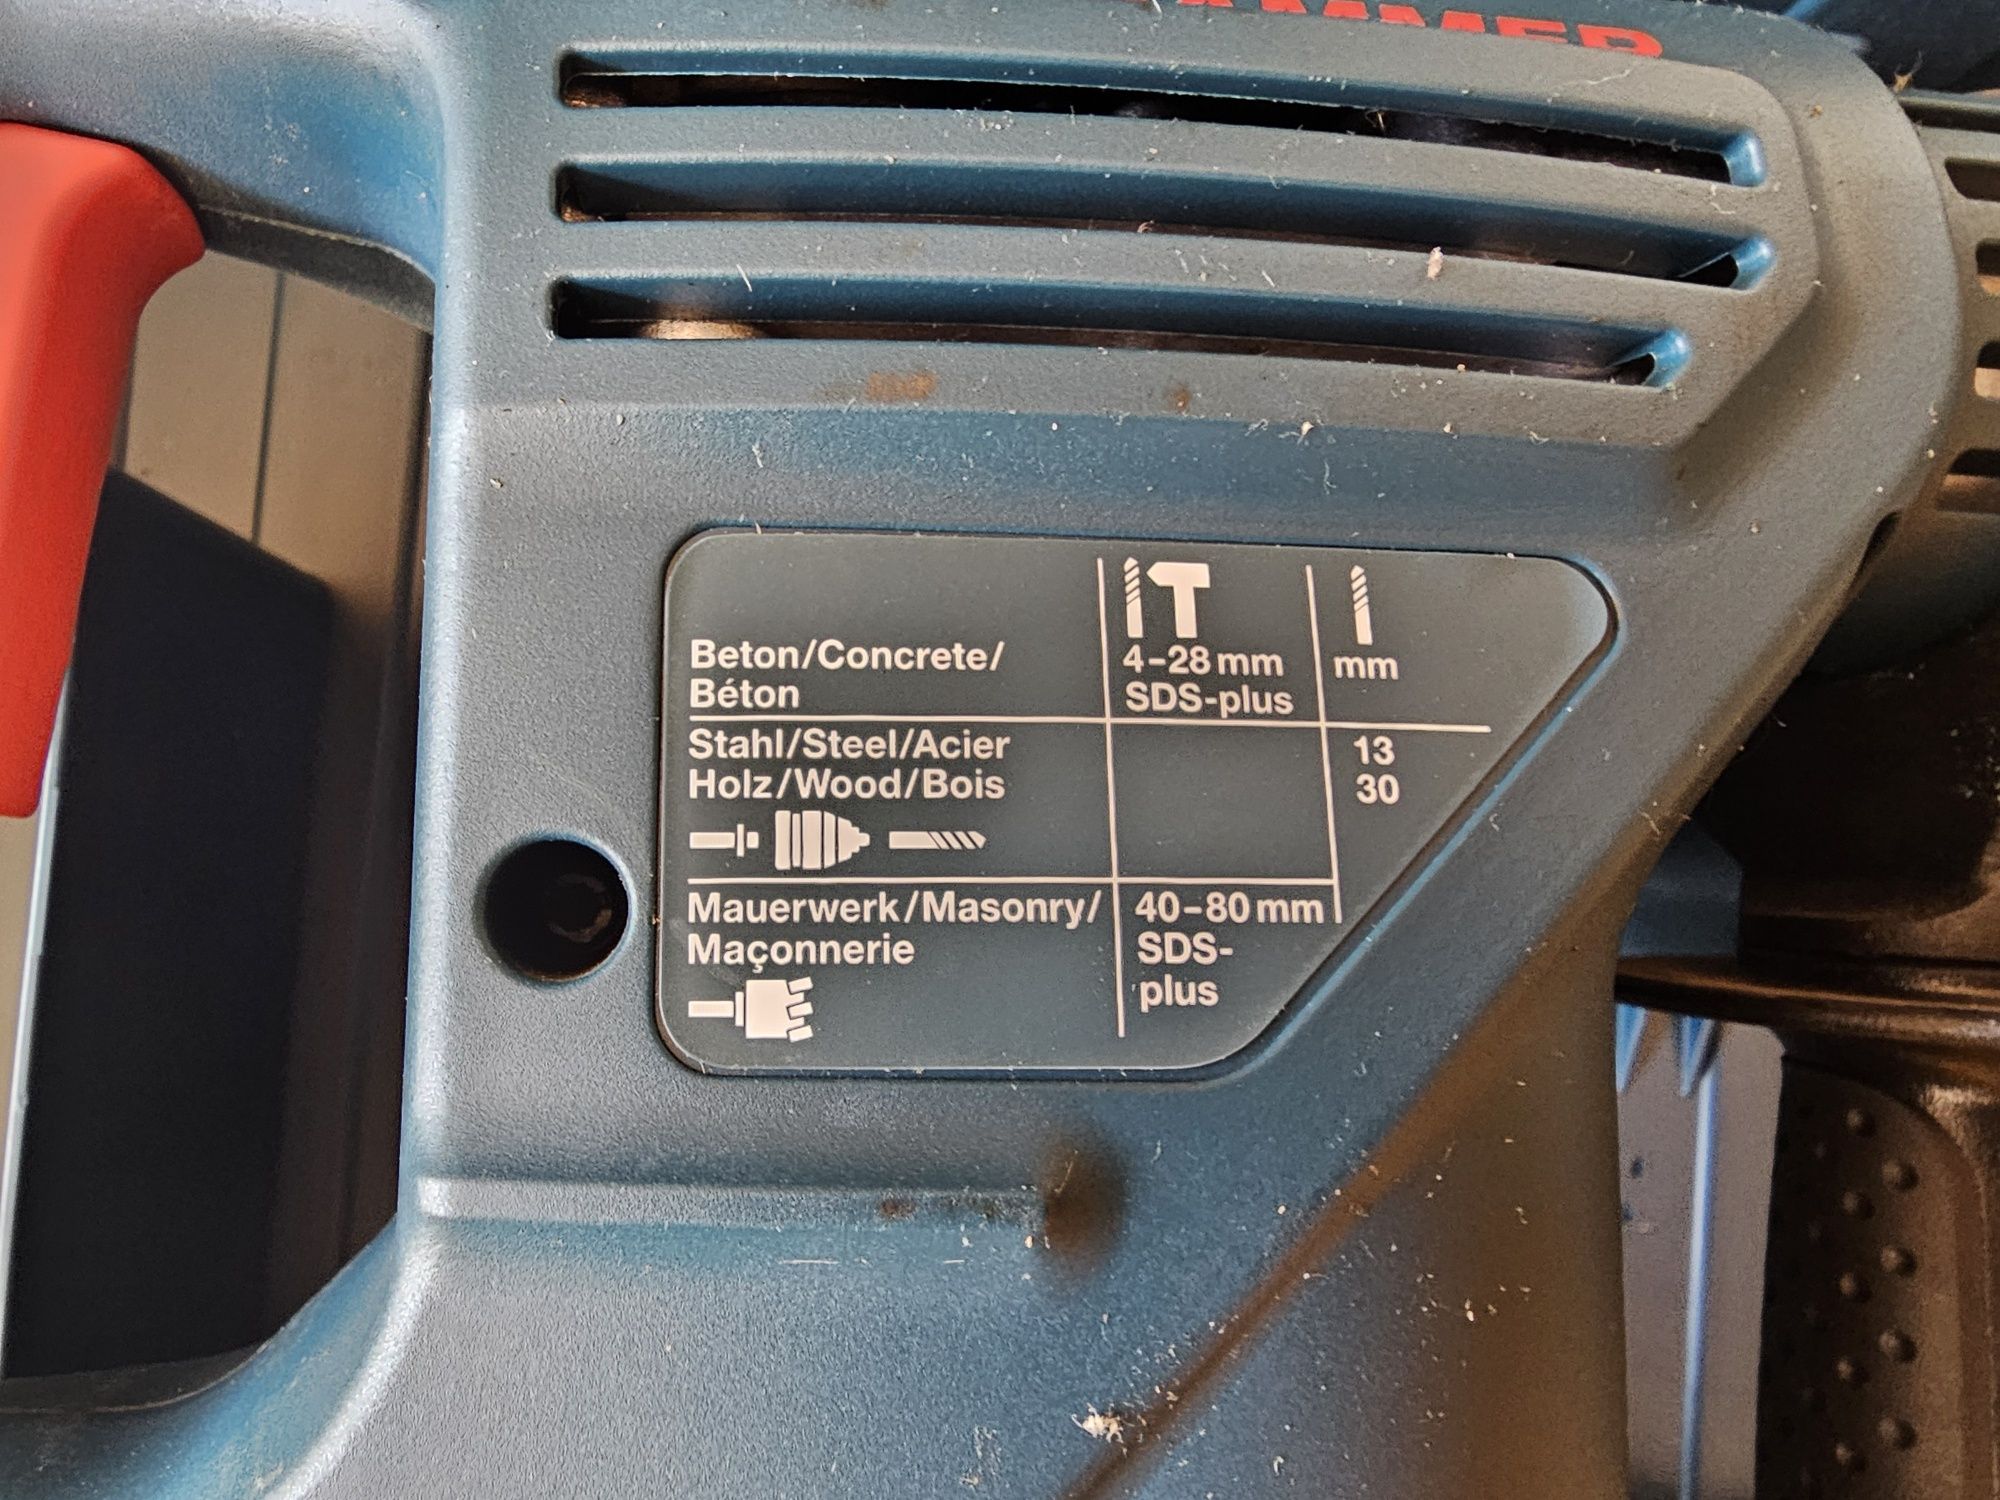 Beton/Concrete/
Béton
4-28 mm
SDS-plus
mm
Stahl/Steel/Acier
13
Holz/Wood/Bois
30
Mauerwerk/Masonry/
Maçonnerie
40-80 mm
SDS-
plus